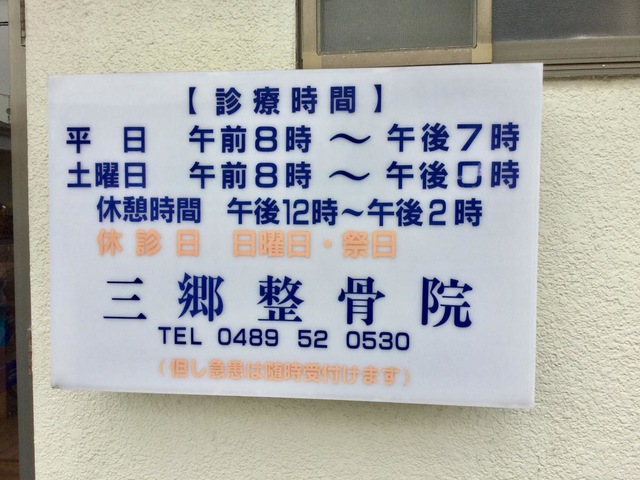 【診療時間】
平日 午前8時〜午後7時
土曜日 午前8時〜午後0時
休憩時間 午後12時〜午後2時
休診日 日曜日・祭日
三郷整骨院
TEL 0489 52 0530
(但し急患は随時受付けます)